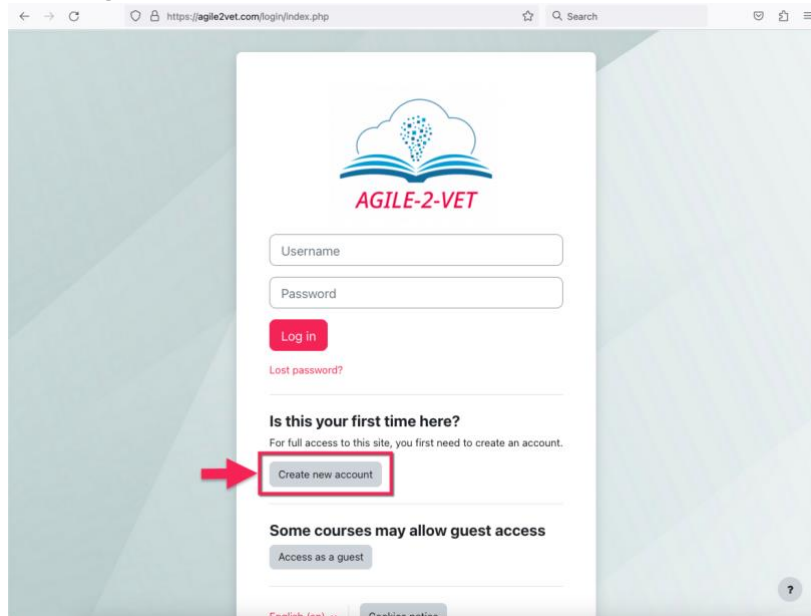 https://agile2vet.com/login/index.php
Search
AGILE-2-VET
Username
Password
Log in
Lost password?
Is this your first time here?
For full access to this site, you first need to create an account.
Create new account
Some courses may allow guest access
Access as a guest
?